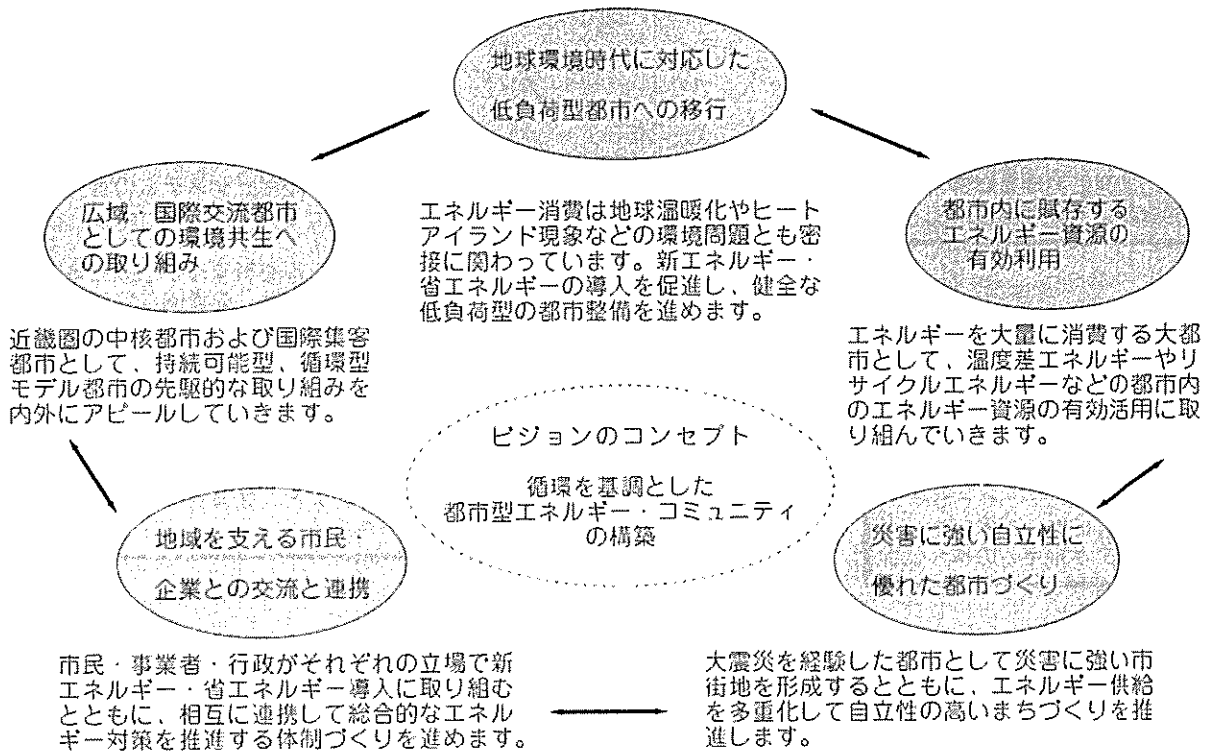 地球環境時代に対応した
低負荷型都市への移行
エネルギー消費は地球温暖化やヒート
アイランド現象などの環境問題とも密
接に関わっています。新エネルギー・
省エネルギーの導入を促進し、健全な
低負荷型の都市整備を進めます。
広域・国際交流都市
としての環境共生へ
の取り組み
近畿圏の中核都市および国際集客
都市として、持続可能型、循環型
モデル都市の先駆的な取り組みを
内外にアピールしていきます。
都市内に賦存する
エネルギー資源の
有効利用
エネルギーを大量に消費する大都
市として、温度差エネルギーやリ
サイクルエネルギーなどの都市内
のエネルギー資源の有効活用に取
り組んでいきます。
ビジョンのコンセプト
循環を基調とした
都市型エネルギー・コミュニティ
の構築
地域を支える市民・
企業との交流と連携
市民・事業者・行政がそれぞれの立場で新
エネルギー・省エネルギー導入に取り組む
とともに、相互に連携して総合的なエネル
ギー対策を推進する体制づくりを進めます。
災害に強い自立性に
優れた都市づくり
大震災を経験した都市として災害に強い市
街地を形成するとともに、エネルギー供給
を多重化して自立性の高いまちづくりを推
進します。